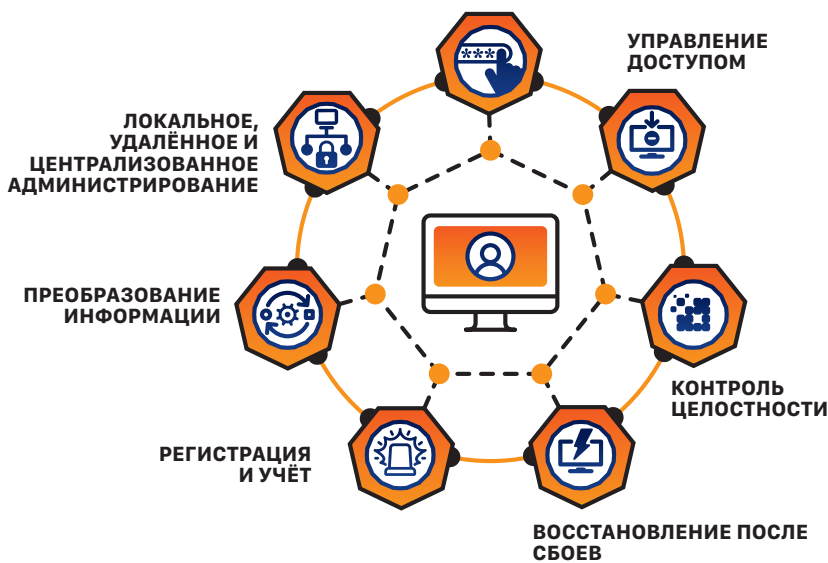 ***
УПРАВЛЕНИЕ
ДОСТУПОМ
ЛОКАЛЬНОЕ,
УДАЛЁННОЕ И
ЦЕНТРАЛИЗОВАННОЕ
АДМИНИСТРИРОВАНИЕ
ПРЕОБРАЗОВАНИЕ
ИНФОРМАЦИИ
КОНТРОЛЬ
ЦЕЛОСТНОСТИ
РЕГИСТРАЦИЯ
И УЧЁТ
ВОССТАНОВЛЕНИЕ ПОСЛЕ
СБОЕВ